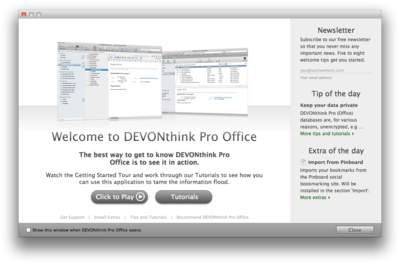 Newsletter
Subscribe to our free newsletter
so that you never miss any
important news. Five to eight
welcome tips get you started.
you@somewhere.com
Your email address
Tip of the day
Keep your data private
DEVONthink Pro (Office)
databases are, for various
reasons, unencrypted, e.g. ...
More tips and tutorials
Extra of the day
Import from Pinboard
Import your bookmarks from
the Pinboard social
bookmarking site. Will be
installed in the section 'Import'.
More extras
Welcome to DEVONthink Pro Office
The best way to get to know DEVONthink Pro
Office is to see it in action.
Watch the Getting Started Tour and work through our Tutorials to see how you
can use this application to tame the information flood.
Click to Play
Tutorials
Get Support | Install Extras | Tips and Tutorials | Recommend DEVONthink Pro Office
Show this window when DEVONthink Pro Office opens
Close